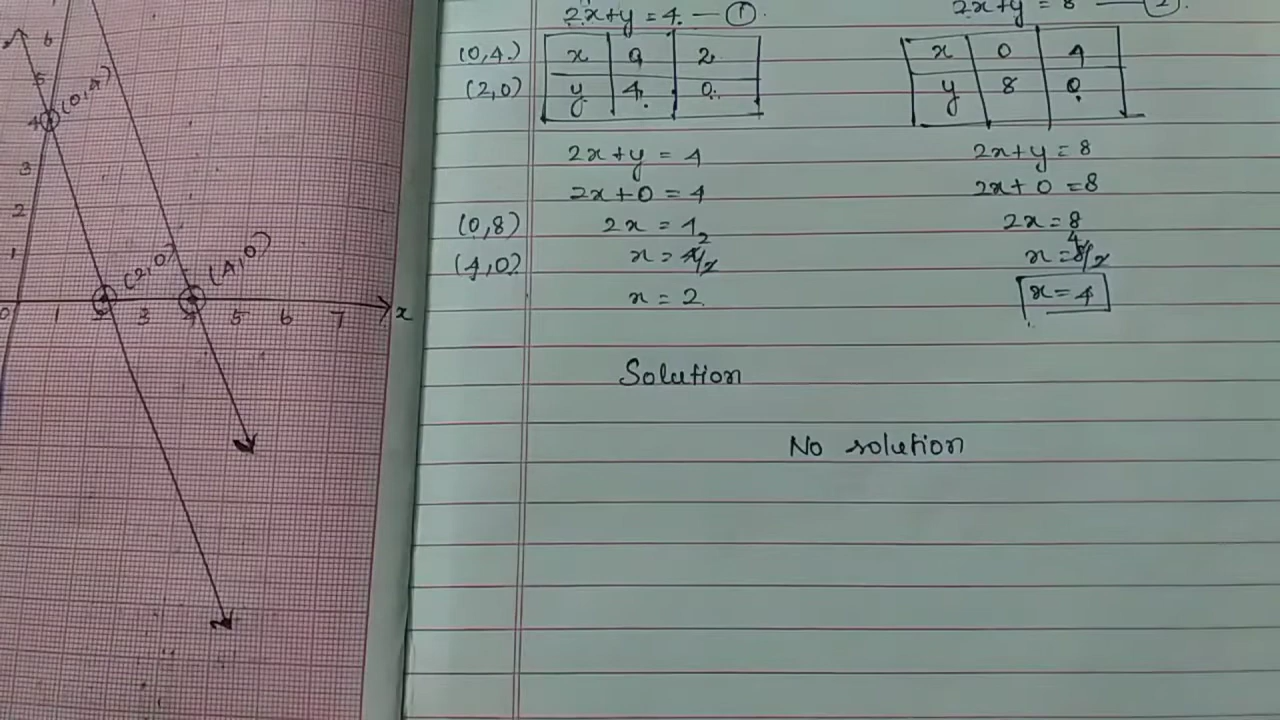 2x+y = 4 — ①
2x+y = 8 — ②
(0,4) x 0 2
(2,0) y 4 0
x 0 4
y 8 0
2x+y = 4
2x+0 = 4
(0,8) 2x = 4
(4,0) x = 4/2 2
x = 2
2x+y = 8
2x+0 = 8
2x = 8
x = 8/2 4
x = 4
Solution
No solution
6
5
4 (0,4)
3
2
1
(2,0) (4,0)
0 1 2 3 4 5 6 7 x